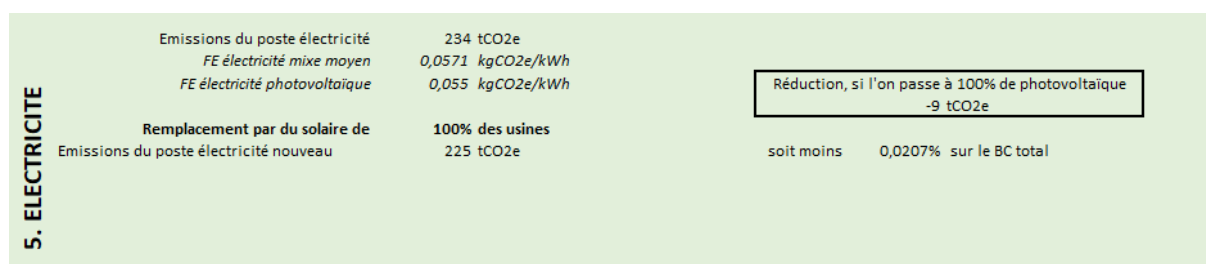 5. ELECTRICITE
Emissions du poste électricité 234 tCO2e
FE électricité mixe moyen 0,0571 kgCO2e/kWh
FE électricité photovoltaïque 0,055 kgCO2e/kWh
Réduction, si l'on passe à 100% de photovoltaïque
-9 tCO2e
Remplacement par du solaire de 100% des usines
Emissions du poste électricité nouveau 225 tCO2e
soit moins 0,0207% sur le BC total